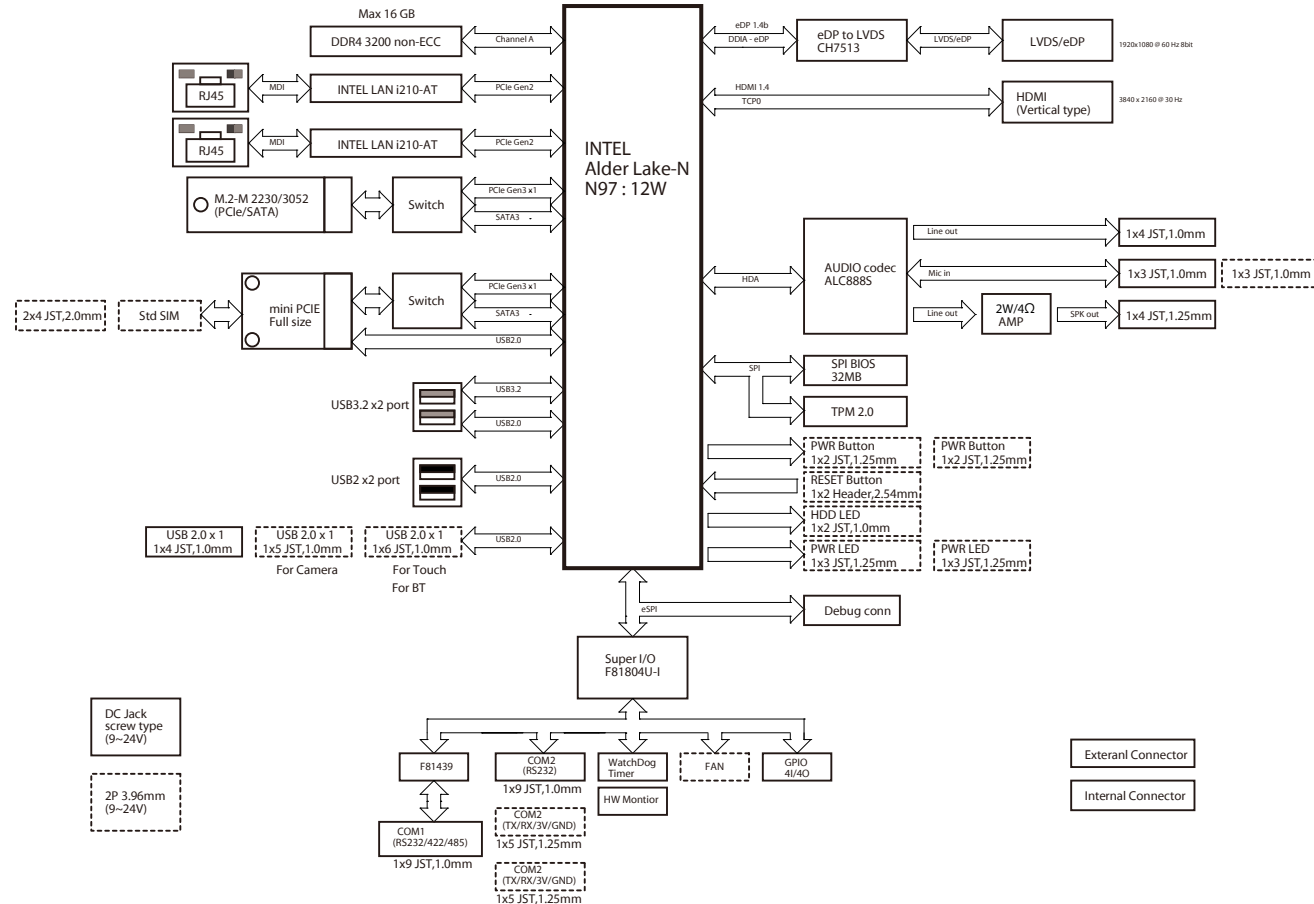 Max 16 GB
DDR4 3200 non-ECC
Channel A
RJ45
MDI
INTEL LAN i210-AT
PCIe Gen2
RJ45
MDI
INTEL LAN i210-AT
PCIe Gen2
M.2-M 2230/3052
(PCIe/SATA)
Switch
PCIe Gen3 x1
SATA3 -
2x4 JST,2.0mm
Std SIM
mini PCIE
Full size
Switch
PCIe Gen3 x1
SATA3 -
USB2.0
USB3.2 x2 port
USB3.2
USB2.0
USB2 x2 port
USB2.0
USB 2.0 x 1
1x4 JST,1.0mm
USB 2.0 x 1
1x5 JST,1.0mm
For Camera
USB 2.0 x 1
1x6 JST,1.0mm
For Touch
For BT
USB2.0
INTEL
Alder Lake-N
N97 : 12W
eDP 1.4b
DDIA - eDP
eDP to LVDS
CH7513
LVDS/eDP
LVDS/eDP
1920x1080 @ 60 Hz 8bit
HDMI 1.4
TCP0
HDMI
(Vertical type)
3840 x 2160 @ 30 Hz
HDA
AUDIO codec
ALC888S
Line out
1x4 JST,1.0mm
Mic in
1x3 JST,1.0mm
1x3 JST,1.0mm
Line out
2W/4Ω
AMP
SPK out
1x4 JST,1.25mm
SPI
SPI BIOS
32MB
TPM 2.0
PWR Button
1x2 JST,1.25mm
PWR Button
1x2 JST,1.25mm
RESET Button
1x2 Header,2.54mm
HDD LED
1x2 JST,1.0mm
PWR LED
1x3 JST,1.25mm
PWR LED
1x3 JST,1.25mm
eSPI
Debug conn
Super I/O
F81804U-I
F81439
COM1
(RS232/422/485)
1x9 JST,1.0mm
COM2
(RS232)
1x9 JST,1.0mm
COM2
(TX/RX/3V/GND)
1x5 JST,1.25mm
COM2
(TX/RX/3V/GND)
1x5 JST,1.25mm
WatchDog
Timer
HW Montior
FAN
GPIO
4I/4O
DC Jack
screw type
(9~24V)
2P 3.96mm
(9~24V)
Exteranl Connector
Internal Connector